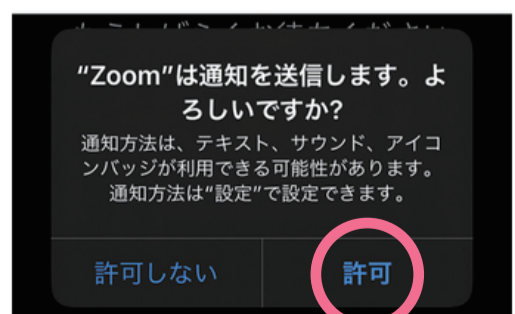 “Zoom”は通知を送信します。よ
ろしいですか?
通知方法は、テキスト、サウンド、アイコ
ンバッジが利用できる可能性があります。
通知方法は“設定”で設定できます。
許可しない
許可